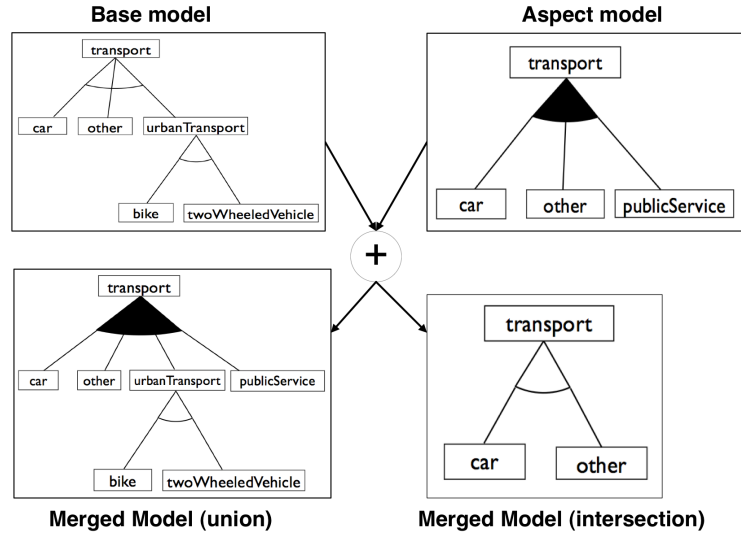 Base model
Aspect model
transport
car
other
urbanTransport
bike
twoWheeledVehicle
transport
car
other
publicService
+
transport
car
other
urbanTransport
publicService
bike
twoWheeledVehicle
transport
car
other
Merged Model (union)
Merged Model (intersection)